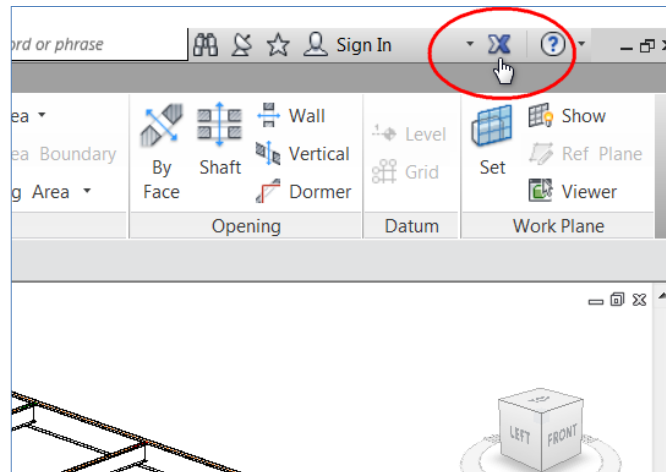 ord or phrase Sign In
ea Wall
ea Boundary By Face Shaft Vertical Level Set Show
g Area Dormer Grid Ref Plane
Viewer
Opening Datum Work Plane
LEFT FRONT